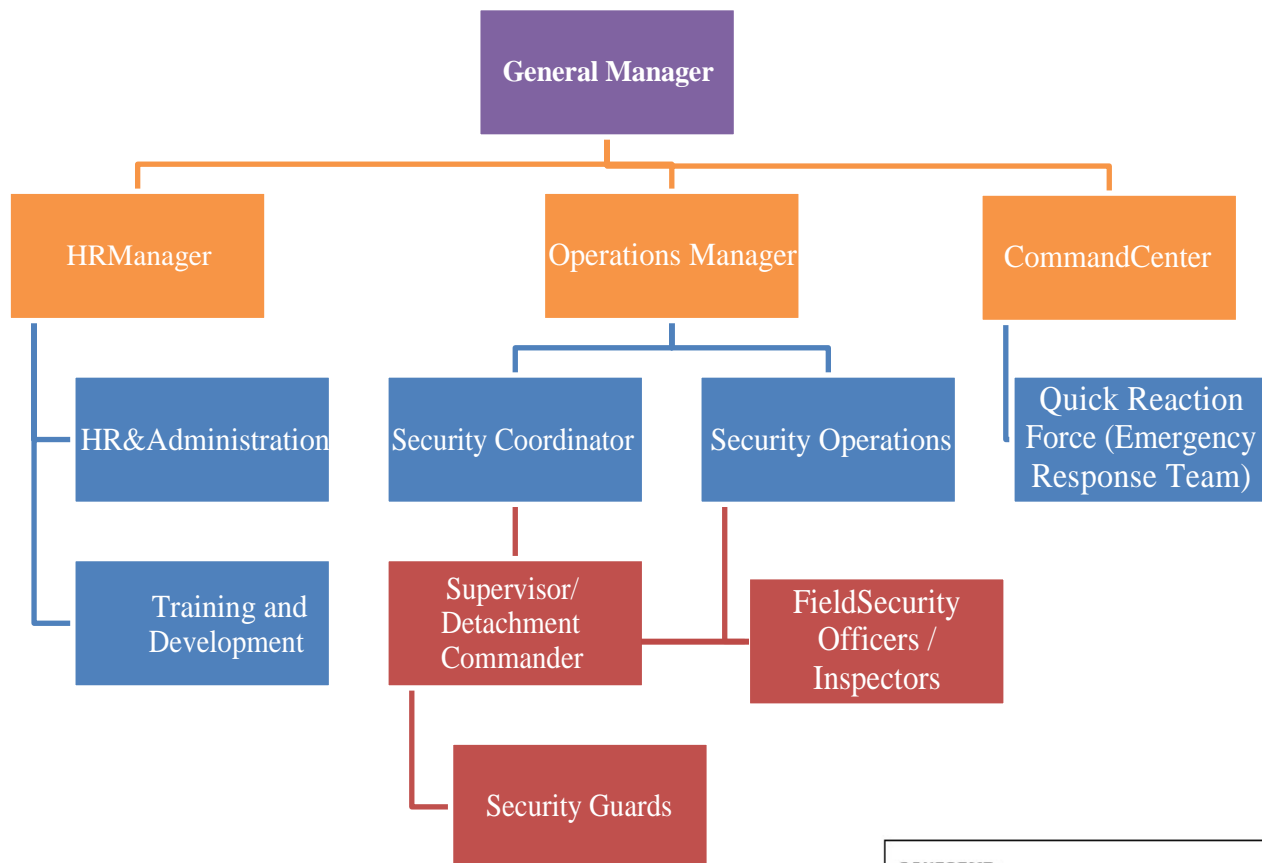 General Manager
HRManager
Operations Manager
CommandCenter
HR&Administration
Security Coordinator
Security Operations
Quick Reaction
Force (Emergency
Response Team)
Training and
Development
Supervisor/
Detachment
Commander
FieldSecurity
Officers /
Inspectors
Security Guards